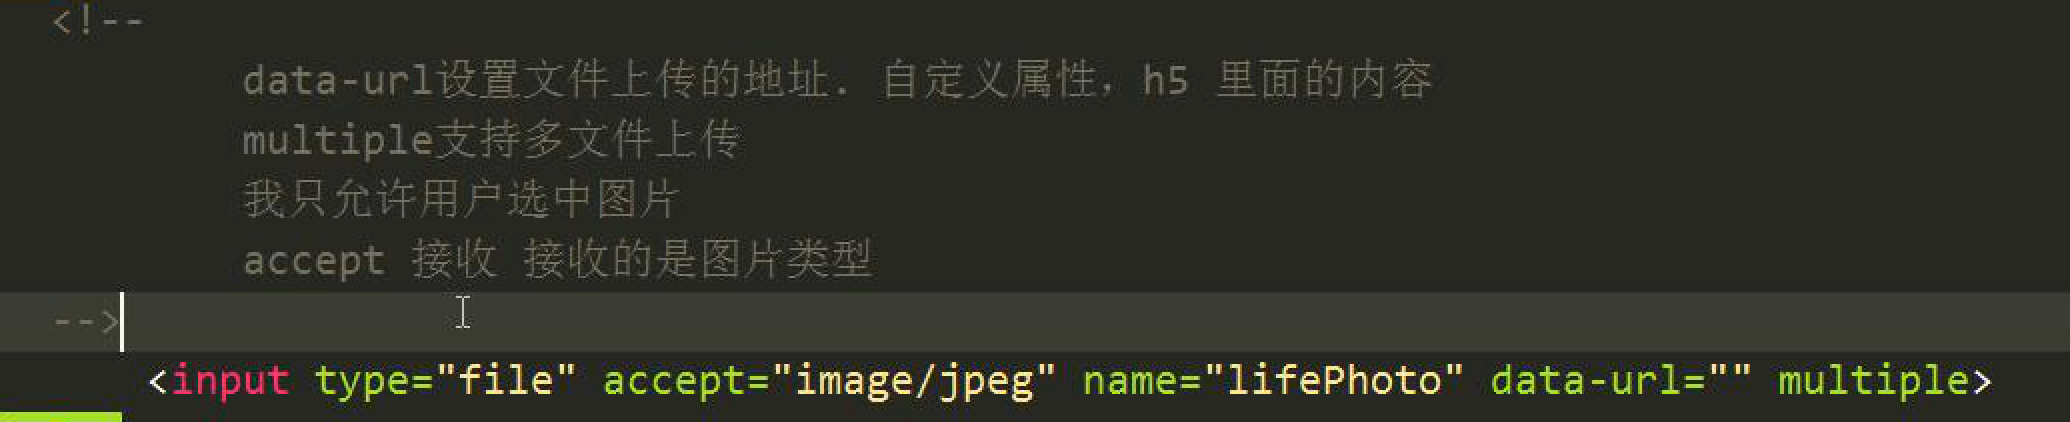 <!--
data-url设置文件上传的地址. 自定义属性, h5 里面的内容
multiple支持多文件上传
我只允许用户选中图片
accept 接收 接收的是图片类型
-->
<input type="file" accept="image/jpeg" name="lifePhoto" data-url="" multiple>